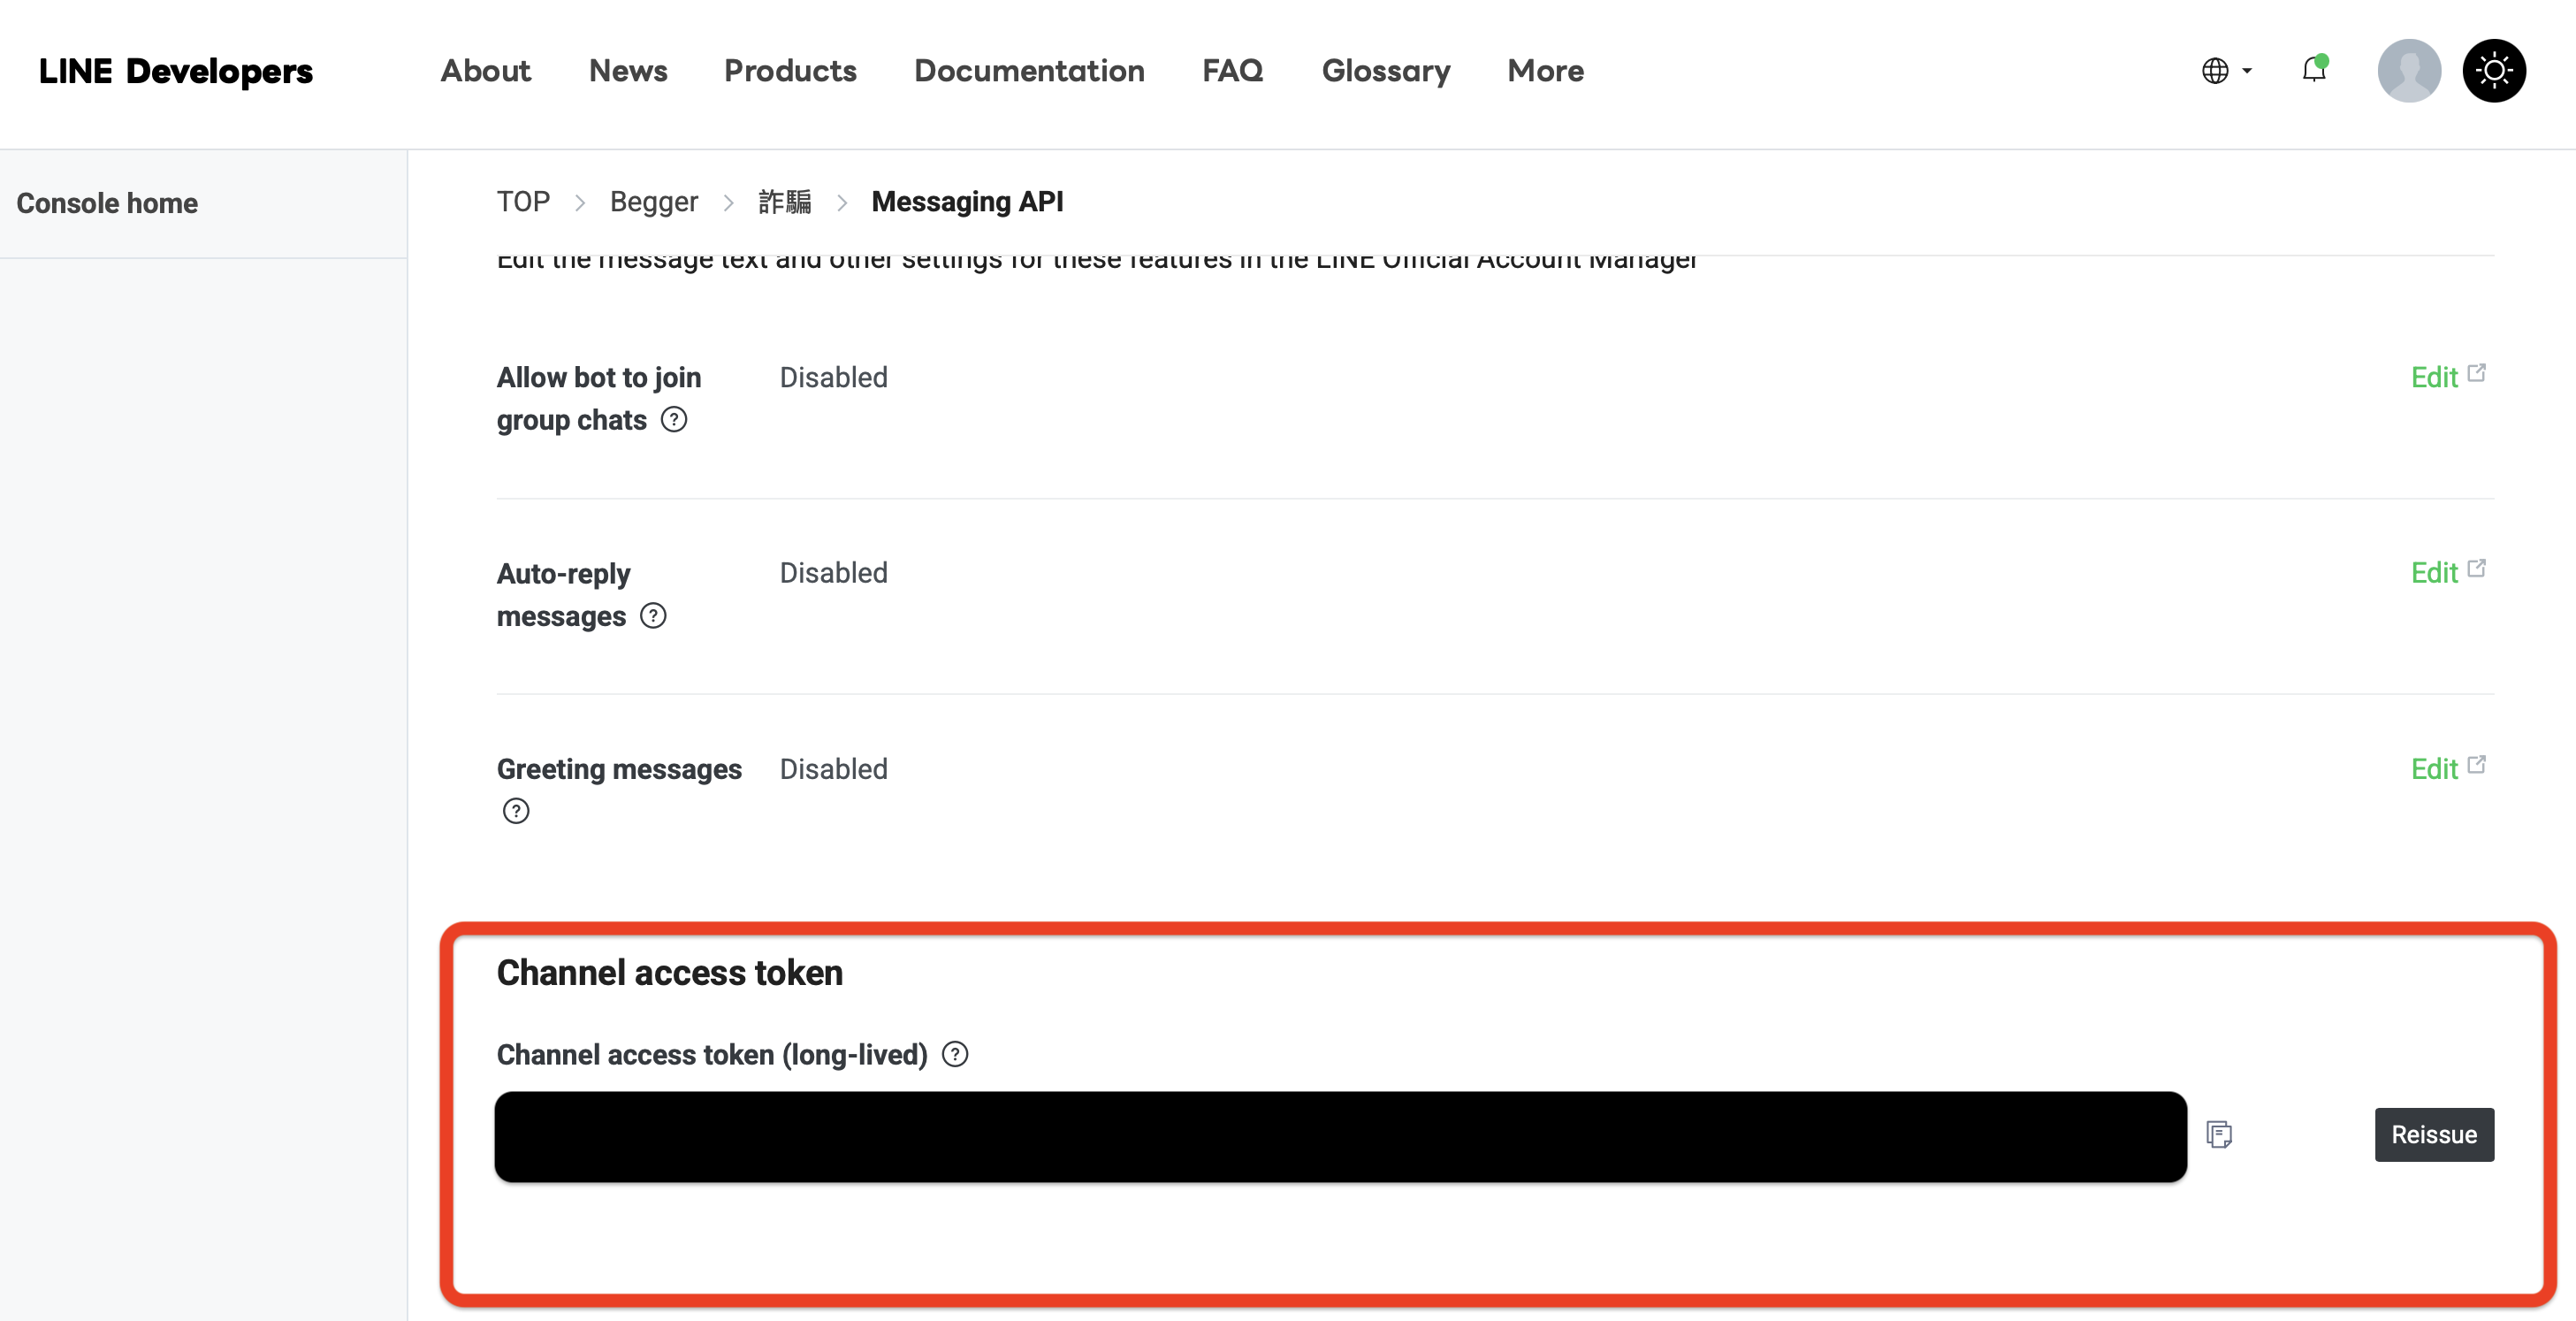 LINE Developers About News Products Documentation FAQ Glossary More
Console home
TOP > Begger > 詐騙 > Messaging API
Edit the message text and other settings for these features in the LINE Official Account Manager
Allow bot to join Disabled Edit
group chats ?
Auto-reply Disabled Edit
messages ?
Greeting messages Disabled Edit
?
Channel access token
Channel access token (long-lived) ?
Reissue